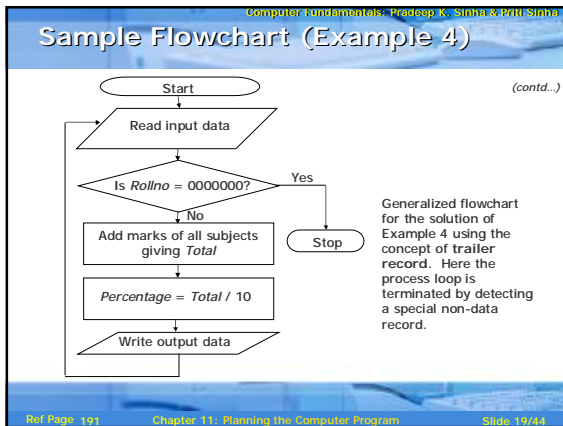 Computer Fundamentals: Pradeep K. Sinha & Priti Sinha
Sample Flowchart (Example 4)
(contd…)
Start
Read input data
Is Rollno = 0000000?
Yes
No
Stop
Add marks of all subjects
giving Total
Percentage = Total / 10
Write output data
Generalized flowchart
for the solution of
Example 4 using the
concept of trailer
record. Here the
process loop is
terminated by detecting
a special non-data
record.
Ref Page 191
Chapter 11: Planning the Computer Program
Slide 19/44